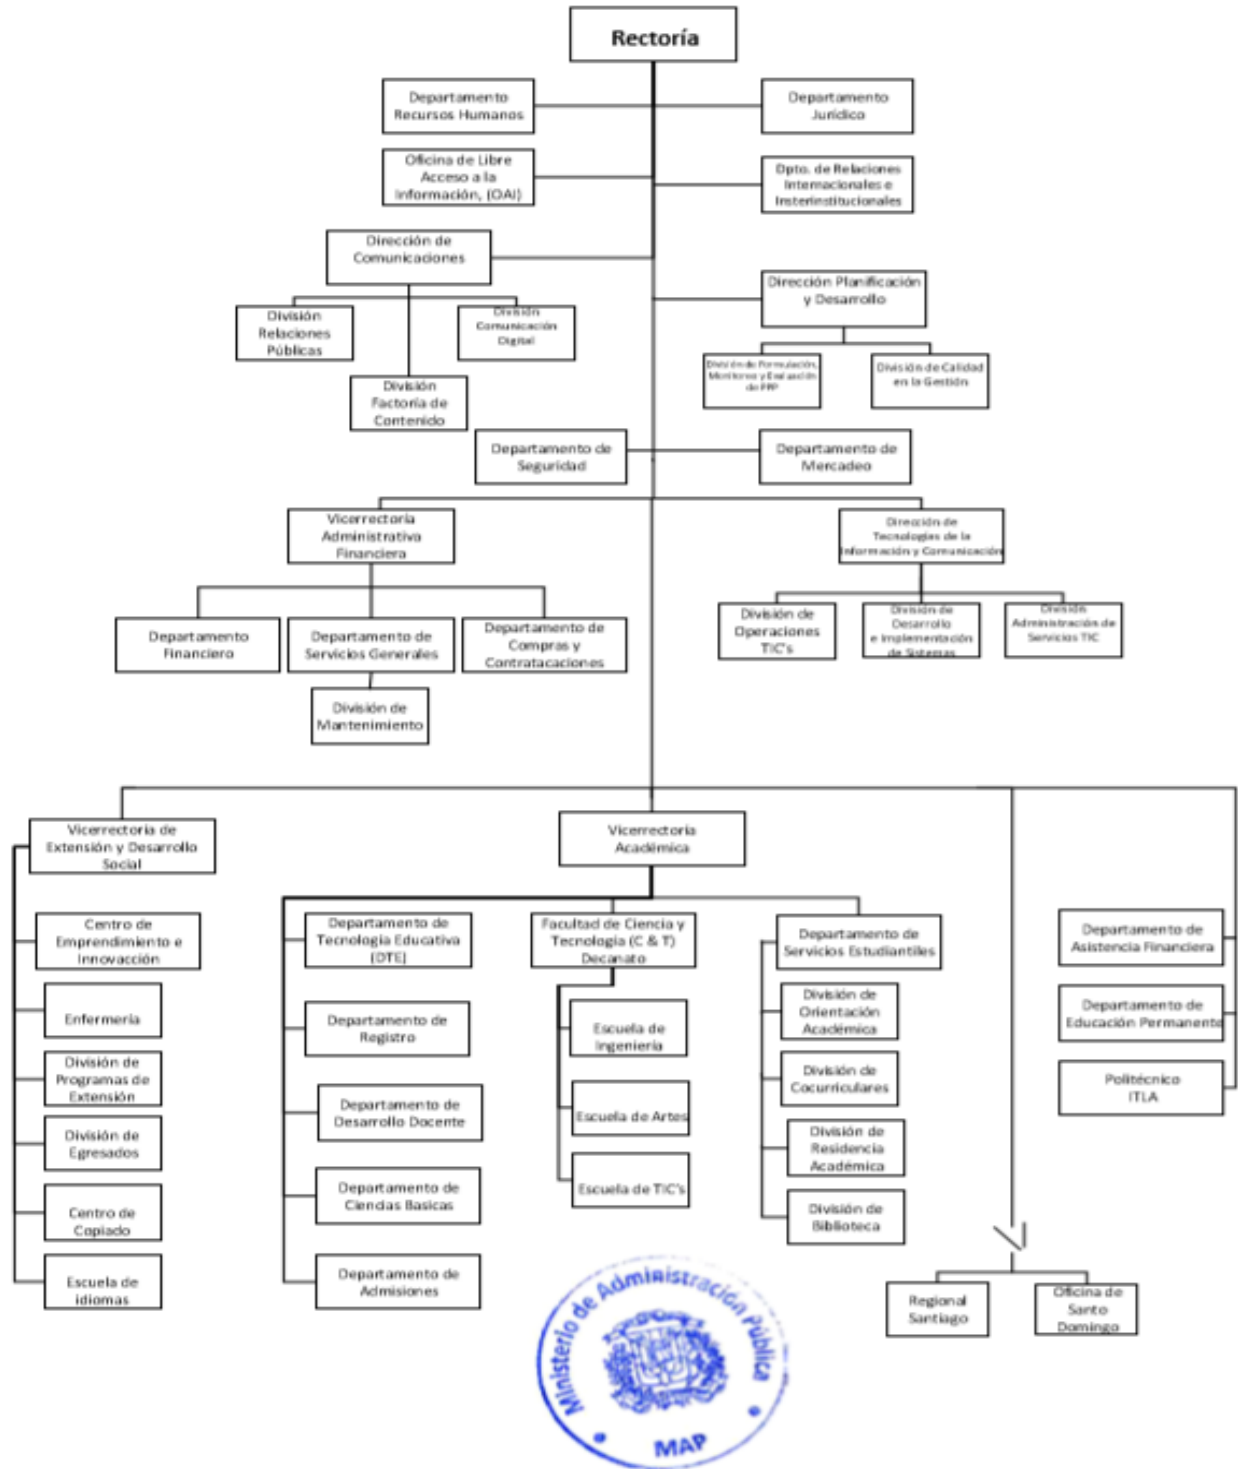 Rectoría
Departamento
Recursos Humanos
Departamento
Jurídico
Oficina de Libre
Acceso a la
Información, (OAI)
Dpto. de Relaciones
Internacionales e
Insterinstitucionales
Dirección de
Comunicaciones
Dirección Planificación
y Desarrollo
División
Relaciones
Públicas
División
Comunicación
Digital
División
Factoría de
Contenido
División de Formulación,
Monitoreo y Evaluación
de PPP
División de Calidad
en la Gestión
Departamento de
Seguridad
Departamento de
Mercadeo
Vicerrectoría
Administrativa
Financiera
Dirección de
Tecnologías de la
Información y Comunicación
Departamento
Financiero
Departamento de
Servicios Generales
Departamento de
Compras y
Contratacaciones
División de
Mantenimiento
División de
Operaciones
TIC's
División de
Desarrollo
e Implementación
de Sistemas
División
Administración de
Servicios TIC
Vicerrectoría de
Extensión y Desarrollo
Social
Vicerrectoría
Académica
Centro de
Emprendimiento e
Innovacción
Enfermería
División de
Programas de
Extensión
División de
Egresados
Centro de
Copiado
Escuela de
idiomas
Departamento de
Tecnología Educativa
(DTE)
Departamento de
Registro
Departamento de
Desarrollo Docente
Departamento de
Ciencias Basicas
Departamento de
Admisiones
Facultad de Ciencia y
Tecnología (C & T)
Decanato
Escuela de
Ingeniería
Escuela de Artes
Escuela de TIC's
Departamento de
Servicios Estudiantiles
División de
Orientación
Académica
División de
Cocurriculares
División de
Residencia
Académica
División de
Biblioteca
Departamento de
Asistencia Financiera
Departamento de
Educación Permanente
Politécnico
ITLA
Regional
Santiago
Oficina de
Santo
Domingo
Ministerio de Administración Pública
MAP